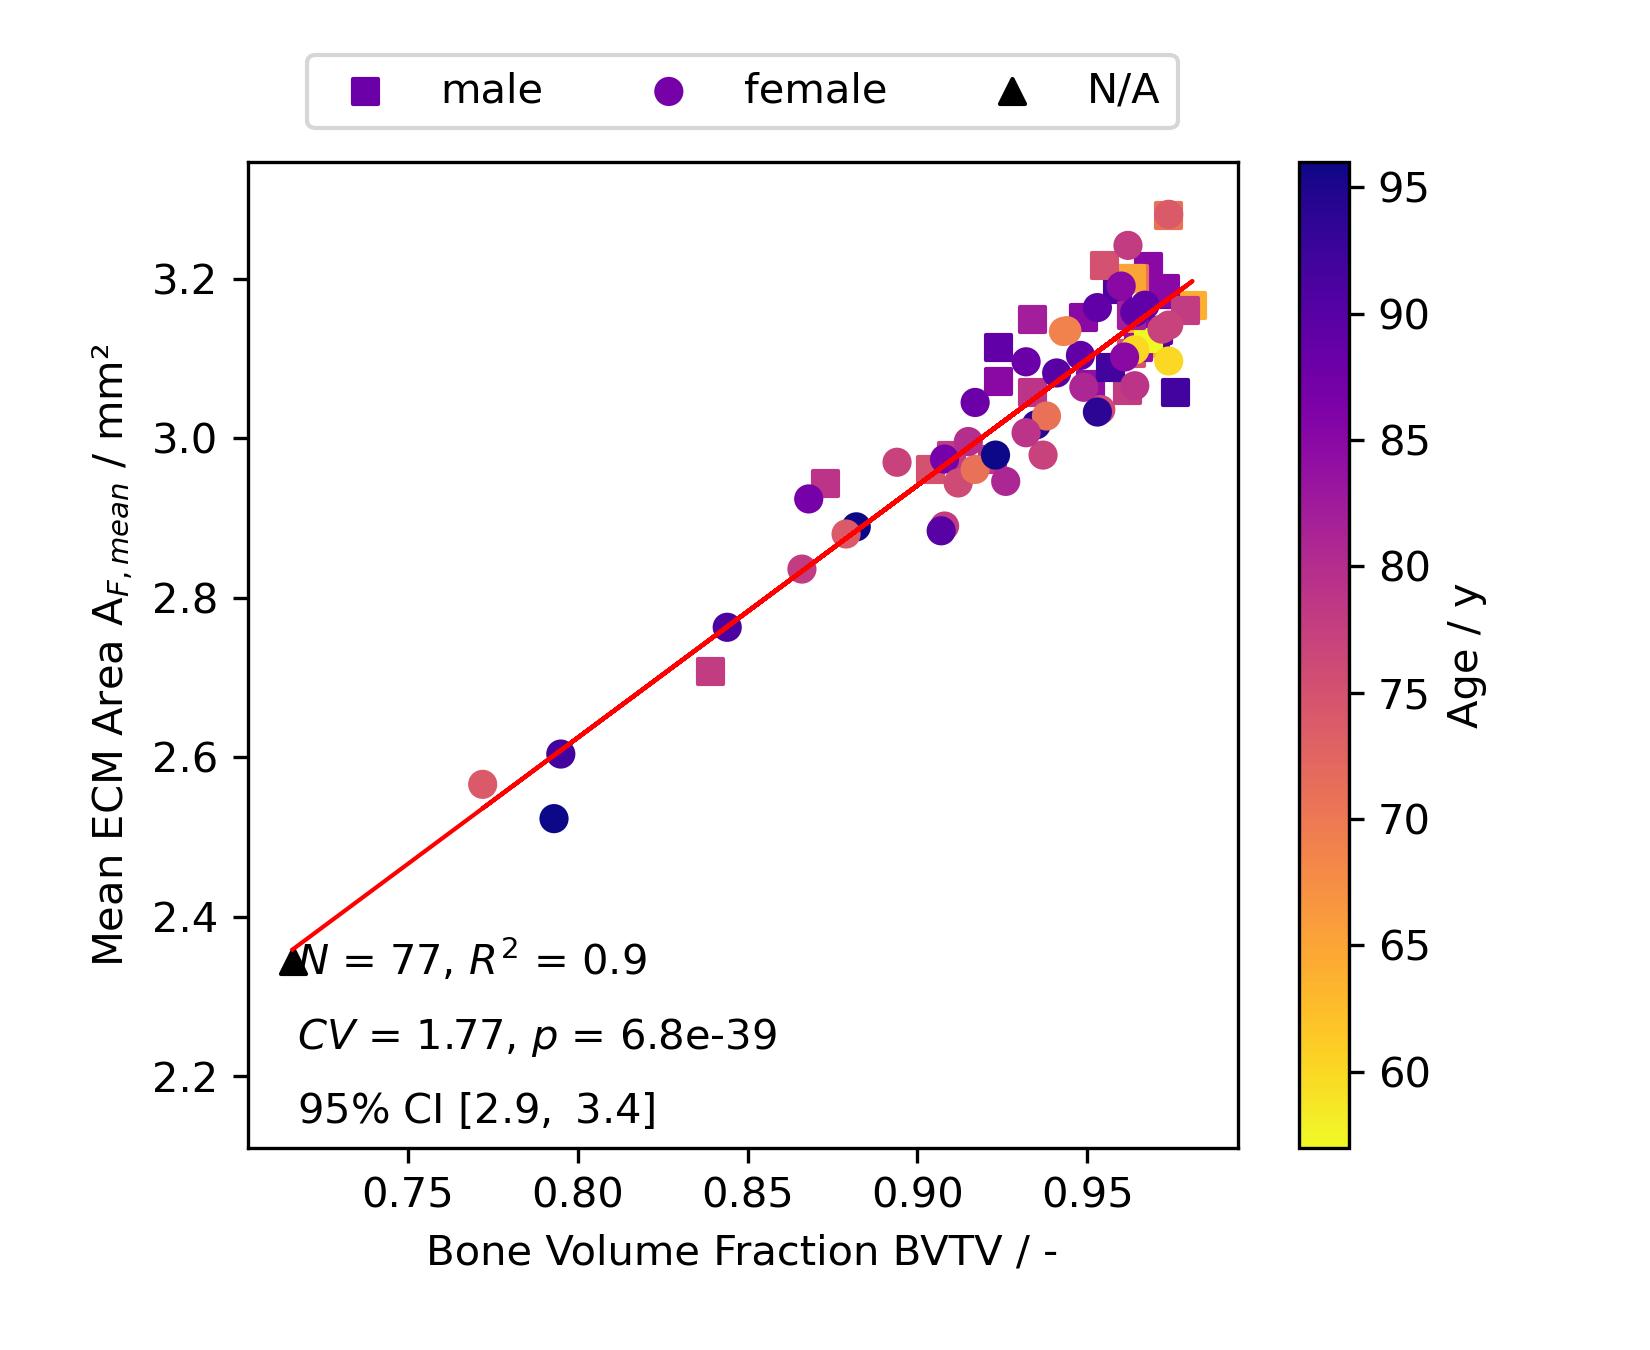 male female N/A
3.2
3.0
2.8
2.6
2.4
2.2
Mean ECM Area A_{F, mean} / mm²
N = 77, R² = 0.9
CV = 1.77, p = 6.8e-39
95% CI [2.9, 3.4]
0.75 0.80 0.85 0.90 0.95
Bone Volume Fraction BVTV / -
95
90
85
80
75
70
65
60
Age / y